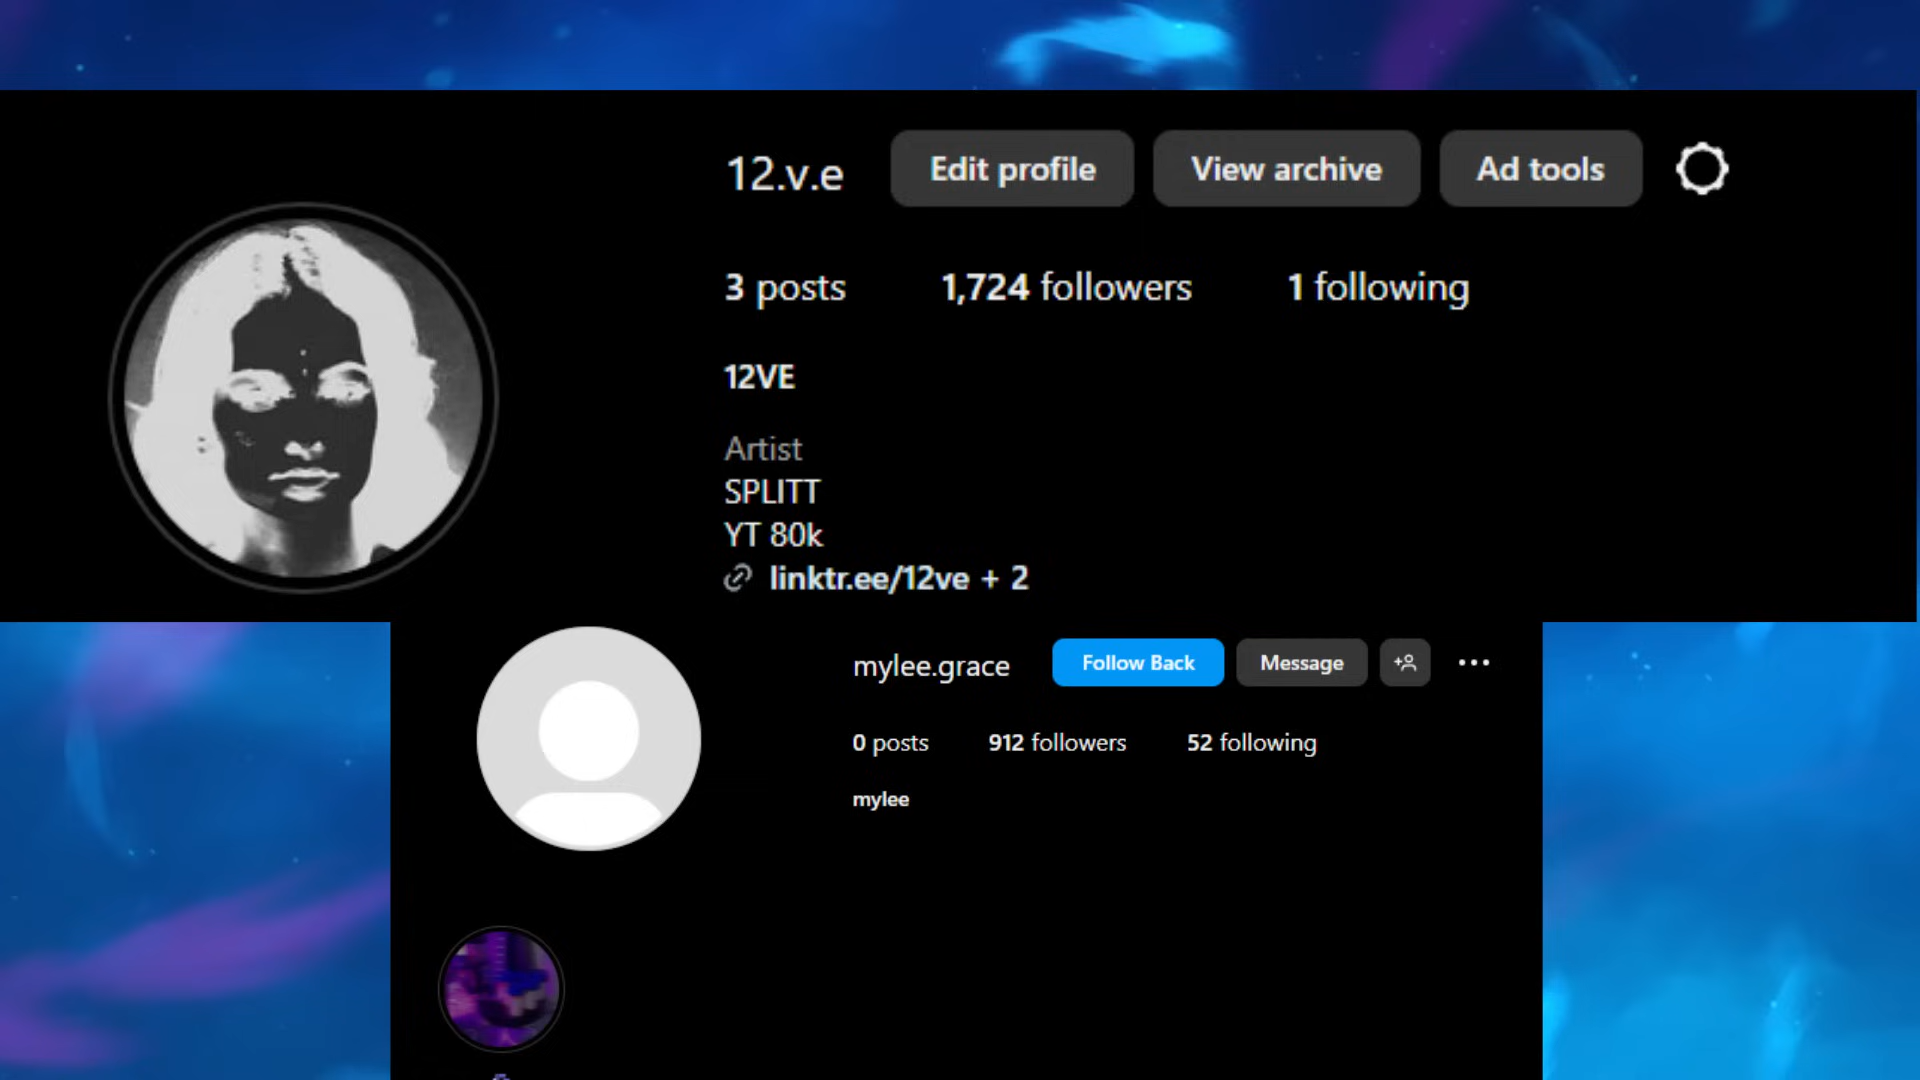 12.v.e Edit profile View archive Ad tools
3 posts 1,724 followers 1 following
12VE
Artist
SPLITT
YT 80k
linktr.ee/12ve + 2
mylee.grace Follow Back Message
0 posts 912 followers 52 following
mylee